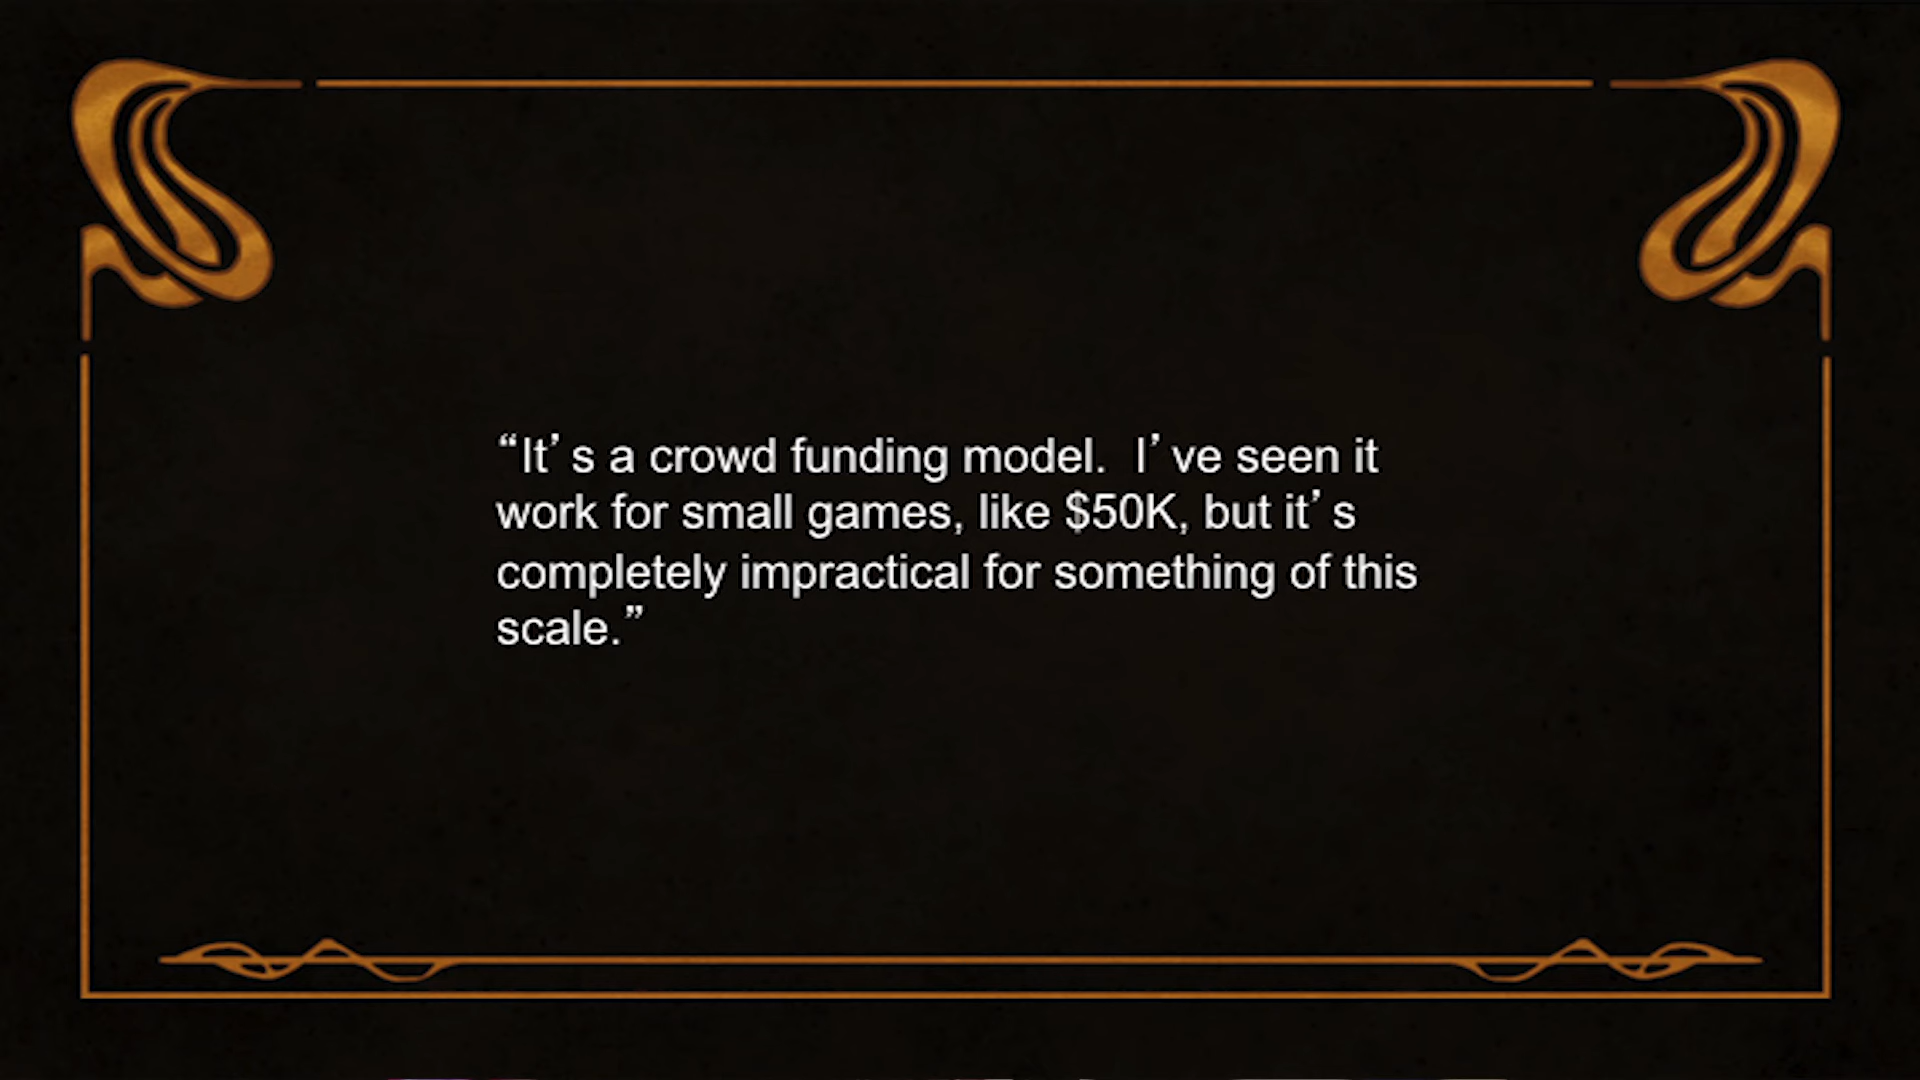 “It’s a crowd funding model.  I’ve seen it
work for small games, like $50K, but it’s
completely impractical for something of this
scale.”